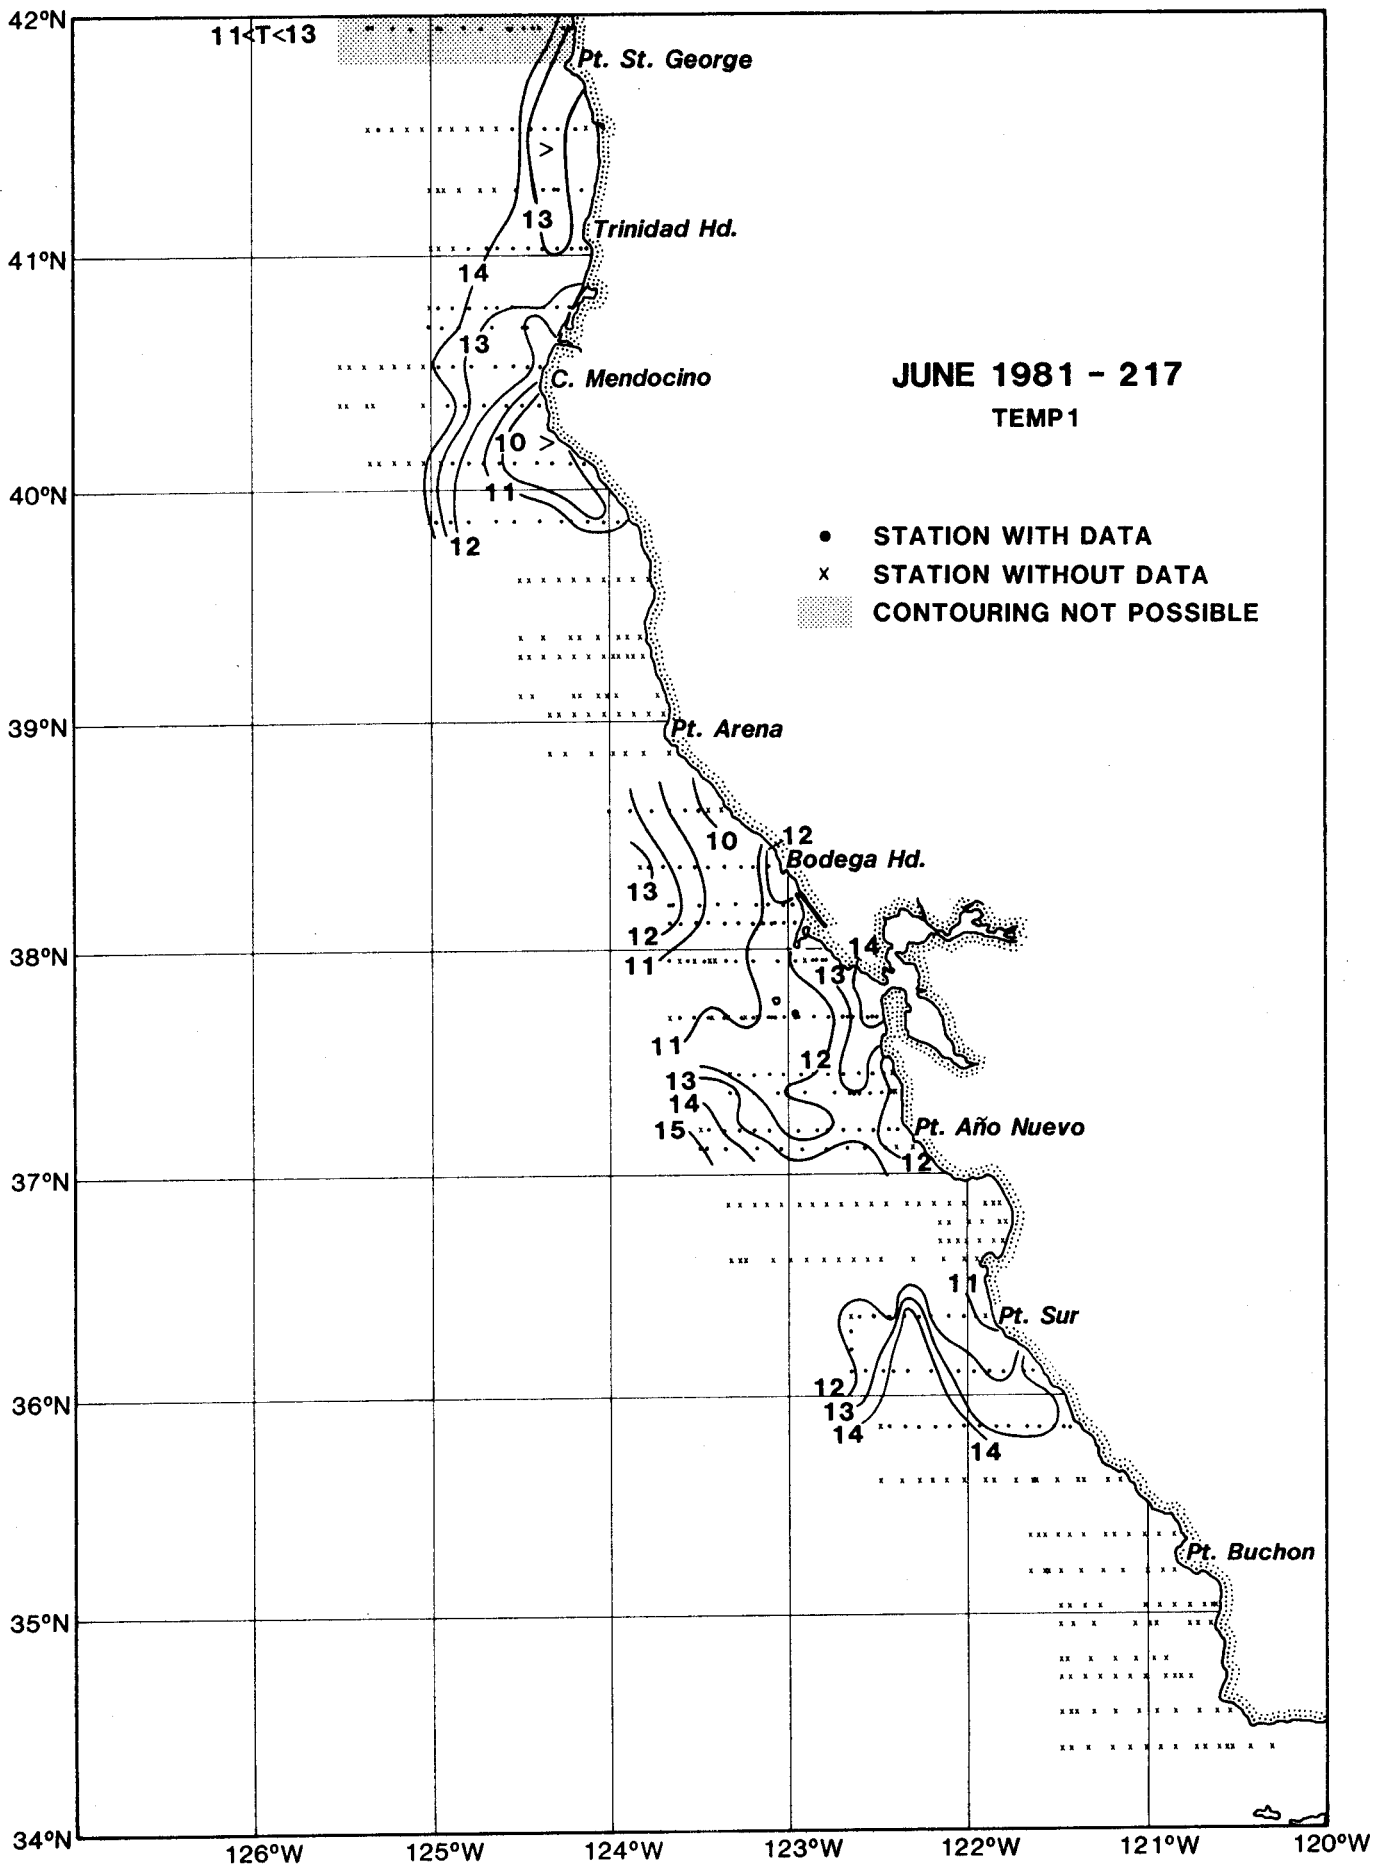 42°N
11<T<13
Pt. St. George
>
13
Trinidad Hd.
41°N
14
13
C. Mendocino
JUNE 1981 - 217
TEMP1
10 >
40°N
11
12
• STATION WITH DATA
x STATION WITHOUT DATA
CONTOURING NOT POSSIBLE
39°N
Pt. Arena
10
12
Bodega Hd.
13
12
14
38°N
11
13
11
12
13
14
15
Pt. Año Nuevo
12
37°N
11
Pt. Sur
12
36°N
13
14
14
Pt. Buchon
35°N
34°N
126°W
125°W
124°W
123°W
122°W
121°W
120°W